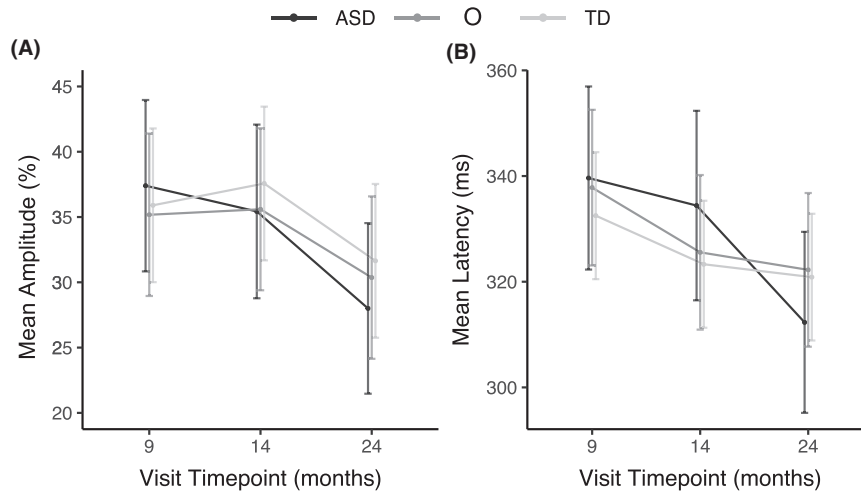 ASD O TD
(A)
(B)
Mean Amplitude (%)
45
40
35
30
25
20
9 14 24
Visit Timepoint (months)
Mean Latency (ms)
360
340
320
300
9 14 24
Visit Timepoint (months)